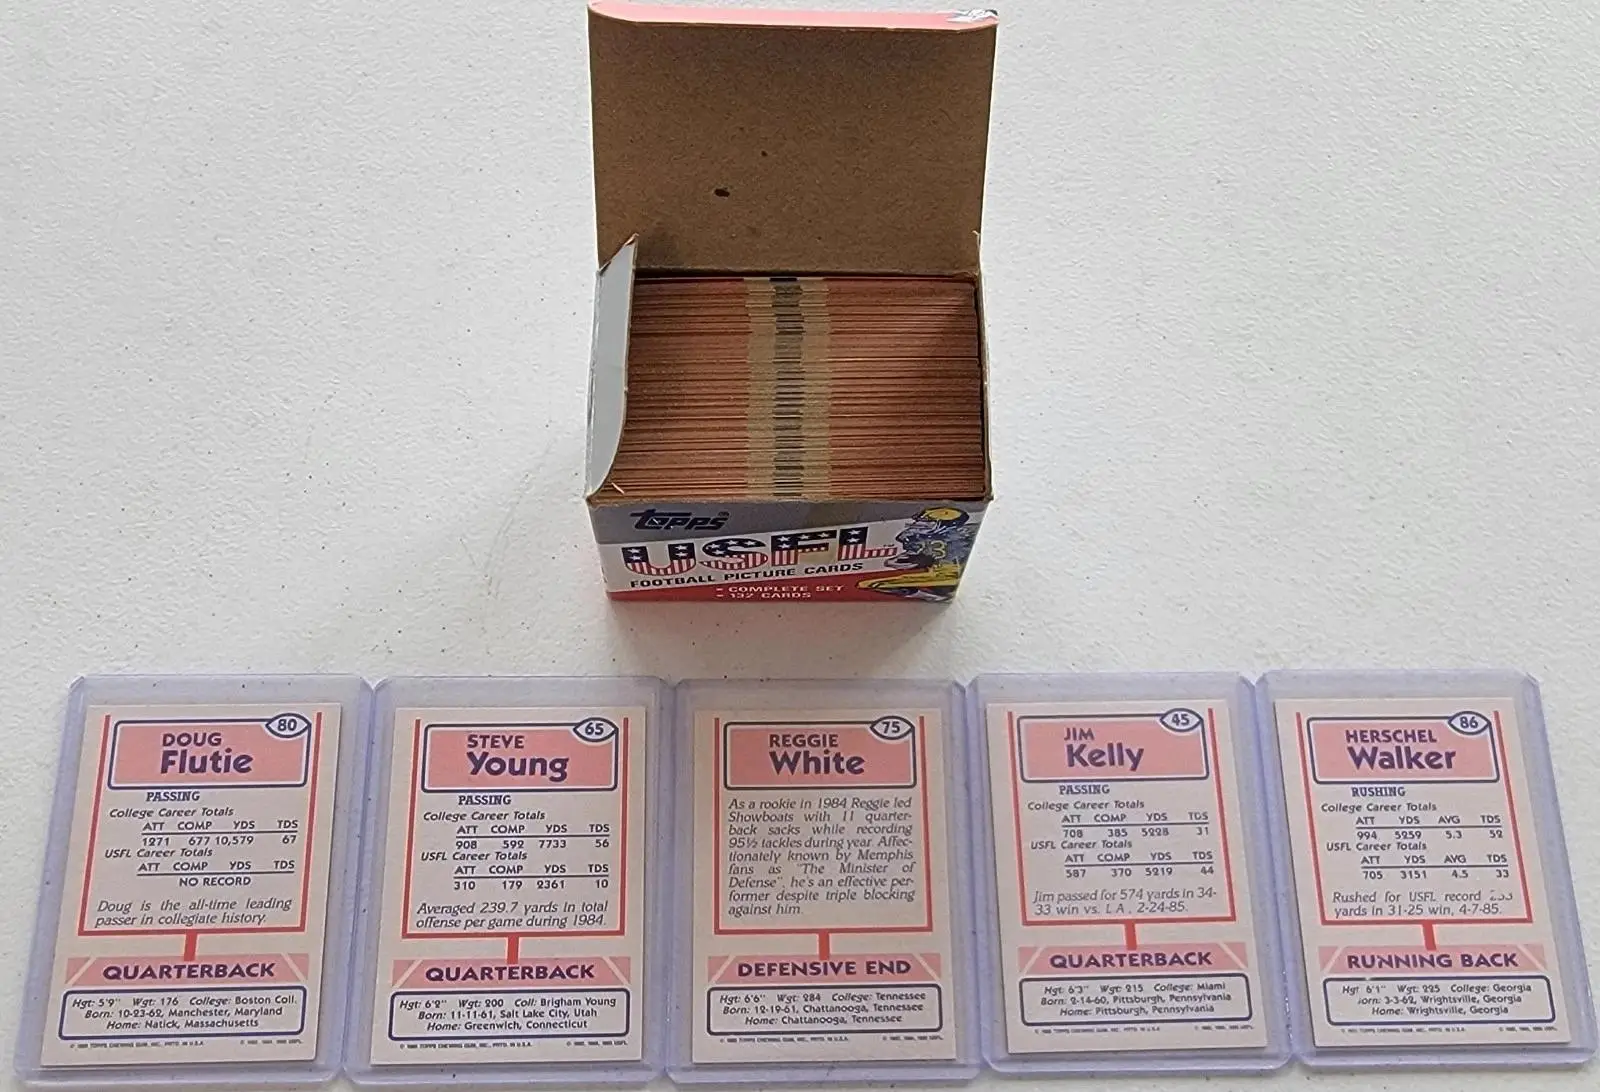 topps
USFL™
FOOTBALL PICTURE CARDS
- COMPLETE SET
- 132 CARDS
80
DOUG
Flutie
PASSING
College Career Totals
ATT COMP YDS TDS
1271 677 10,579 67
USFL Career Totals
ATT COMP YDS TDS
NO RECORD
Doug is the all-time leading
passer in collegiate history.
QUARTERBACK
Hgt: 5'9" Wgt: 176 College: Boston Coll.
Born: 10-23-62, Manchester, Maryland
Home: Natick, Massachusetts
65
STEVE
Young
PASSING
College Career Totals
ATT COMP YDS TDS
908 592 7733 56
USFL Career Totals
ATT COMP YDS TDS
310 179 2361 10
Averaged 239.7 yards in total
offense per game during 1984.
QUARTERBACK
Hgt: 6'2" Wgt: 200 Coll: Brigham Young
Born: 11-11-61, Salt Lake City, Utah
Home: Greenwich, Connecticut
75
REGGIE
White
As a rookie in 1984 Reggie led
Showboats with 11 quarter-
back sacks while recording
95½ tackles during year. Affec-
tionately known by Memphis
fans as "The Minister of
Defense", he's an effective per-
former despite triple blocking
against him.
DEFENSIVE END
Hgt: 6'6" Wgt: 284 College: Tennessee
Born: 12-19-61, Chattanooga, Tennessee
Home: Chattanooga, Tennessee
45
JIM
Kelly
PASSING
College Career Totals
ATT COMP YDS TDS
708 385 5228 31
USFL Career Totals
ATT COMP YDS TDS
587 370 5219 44
Jim passed for 574 yards in 34-
33 win vs. L.A., 2-24-85.
QUARTERBACK
Hgt: 6'3" Wgt: 215 College: Miami
Born: 2-14-60, Pittsburgh, Pennsylvania
Home: Pittsburgh, Pennsylvania
86
HERSCHEL
Walker
RUSHING
College Career Totals
ATT YDS AVG TDS
994 5259 5.3 52
USFL Career Totals
ATT YDS AVG TDS
705 3151 4.5 33
Rushed for USFL record
yards in 31-25 win, 4-7-85.
RUNNING BACK
Hgt 6'1" Wgt: 225 College: Georgia
Born: 3-3-62, Wrightsville, Georgia
Home: Wrightsville, Georgia